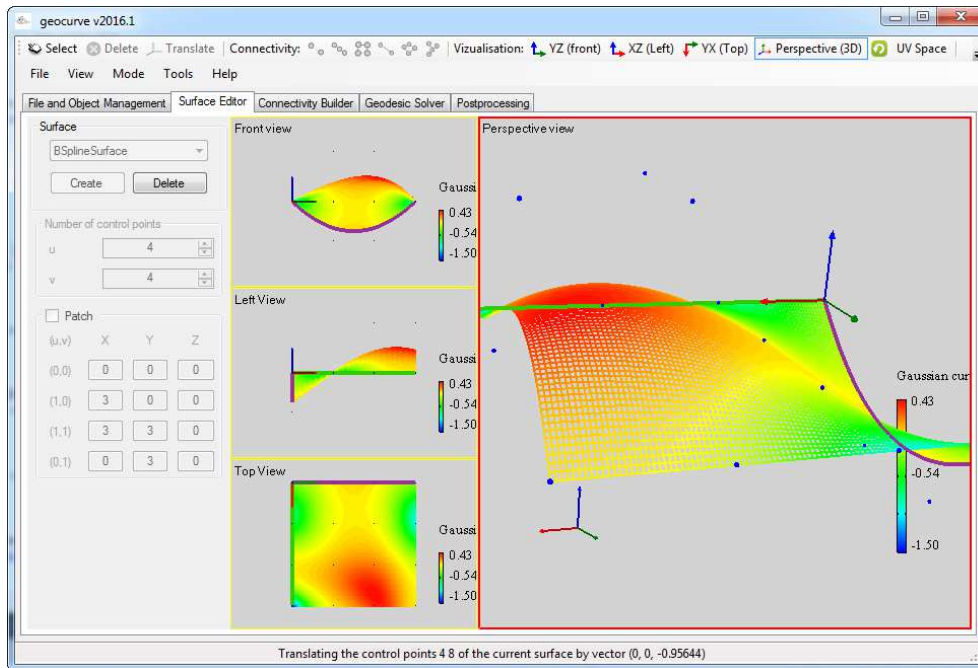 geocurve v2016.1
Select Delete Translate Connectivity: Vizualisation: YZ (front) XZ (Left) YX (Top) Perspective (3D) UV Space
File View Mode Tools Help
File and Object Management Surface Editor Connectivity Builder Geodesic Solver Postprocessing
Surface
BSplineSurface
Create Delete
Number of control points
u 4
v 4
Patch
(u,v) X Y Z
(0,0) 0 0 0
(1,0) 3 0 0
(1,1) 3 3 0
(0,1) 0 3 0
Front view
Gaussi
0.43
-0.54
-1.50
Left View
Gaussi
0.43
-0.54
-1.50
Top View
Gaussi
0.43
-0.54
-1.50
Perspective view
Gaussian cur
0.43
-0.54
-1.50
Translating the control points 4 8 of the current surface by vector (0, 0, -0.95644)